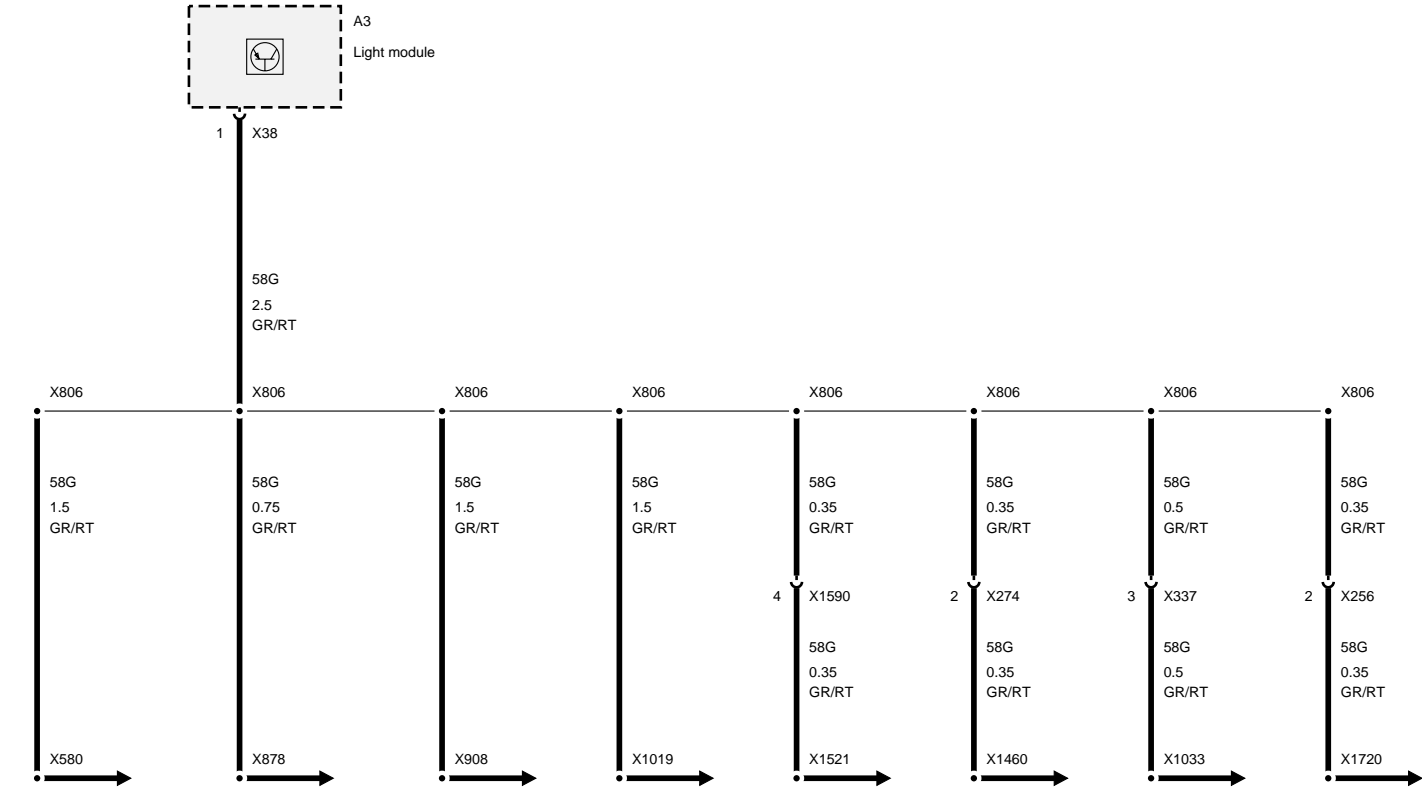 A3
Light module
1 X38
58G
2.5
GR/RT
X806 X806 X806 X806 X806 X806 X806 X806
58G 58G 58G 58G 58G 58G 58G 58G
1.5 0.75 1.5 1.5 0.35 0.35 0.5 0.35
GR/RT GR/RT GR/RT GR/RT GR/RT GR/RT GR/RT GR/RT
4 X1590 2 X274 3 X337 2 X256
58G 58G 58G 58G
0.35 0.35 0.5 0.35
GR/RT GR/RT GR/RT GR/RT
X580 X878 X908 X1019 X1521 X1460 X1033 X1720